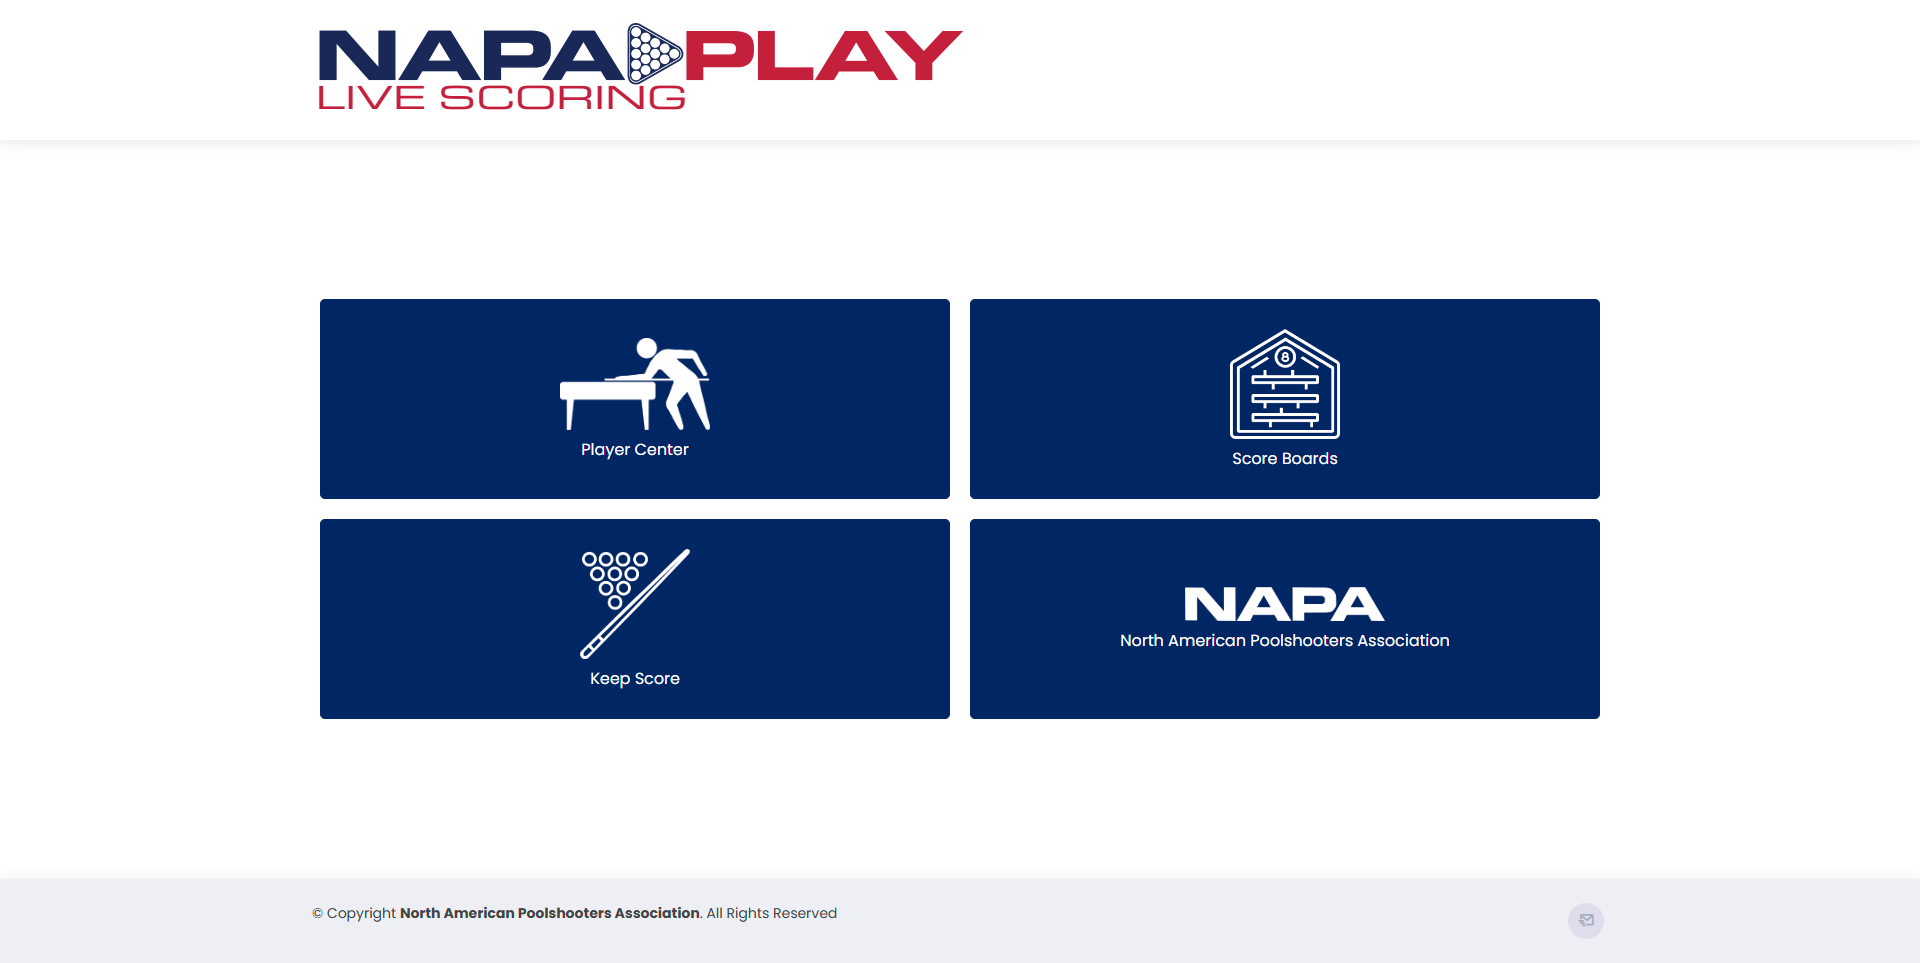 NAPA PLAY
LIVE SCORING
Player Center
8
Score Boards
Keep Score
NAPA
North American Poolshooters Association
© Copyright North American Poolshooters Association. All Rights Reserved